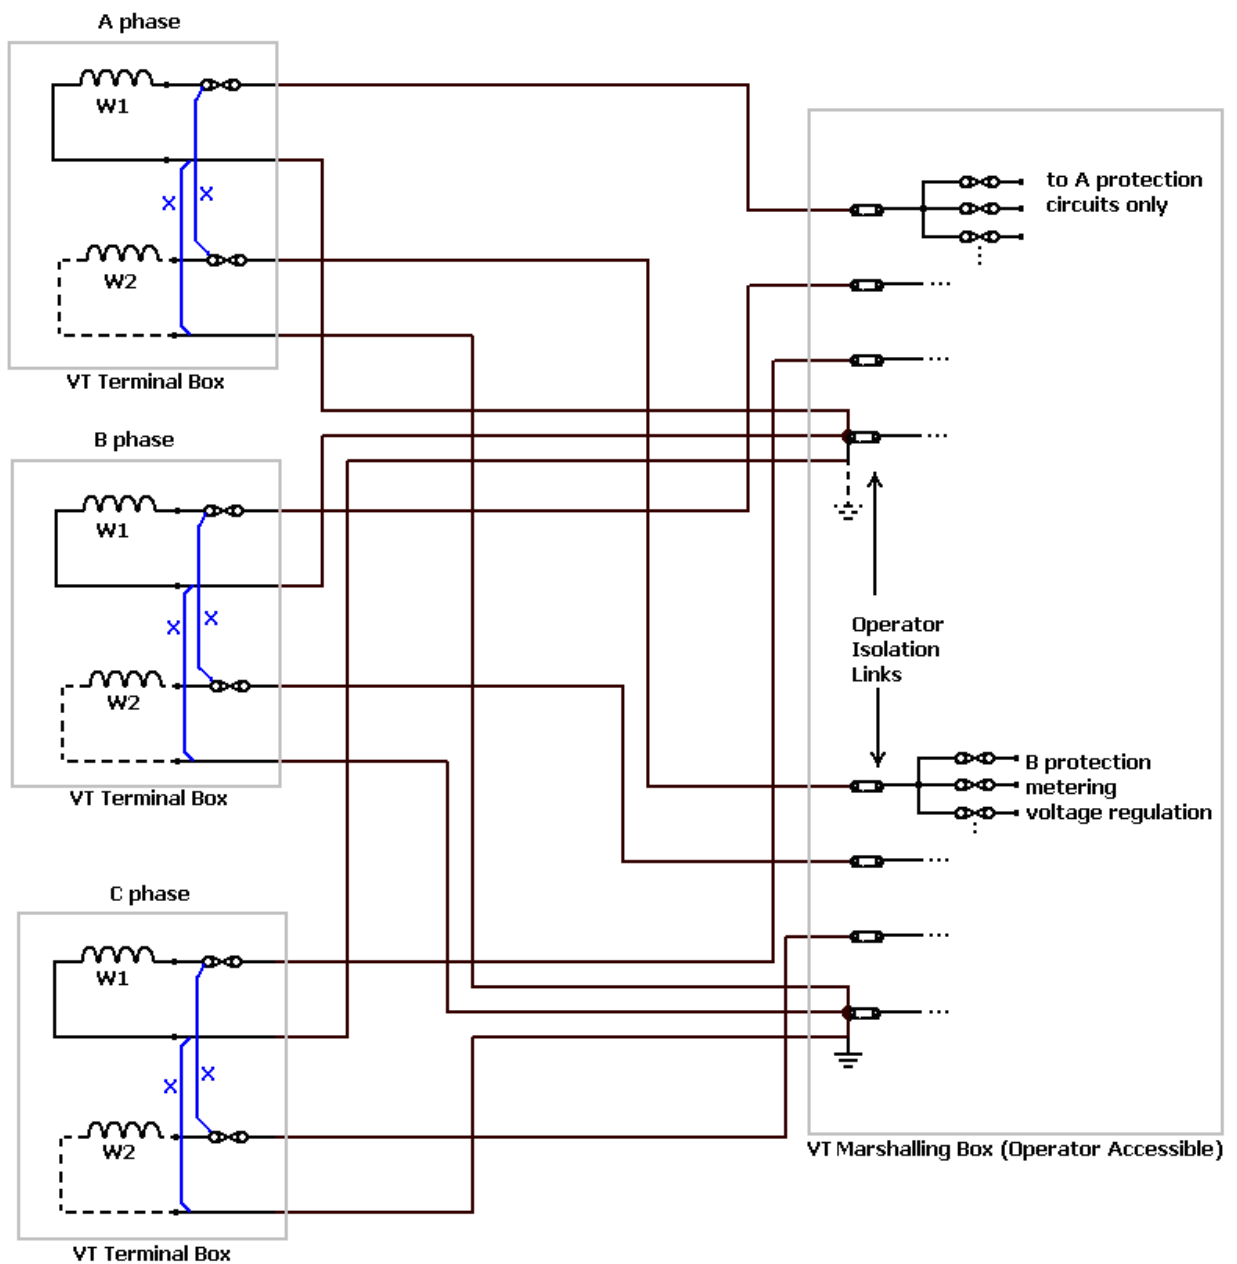 A phase
W1
X
X
W2
VT Terminal Box
to A protection
circuits only
B phase
W1
X
X
W2
VT Terminal Box
Operator
Isolation
Links
B protection
metering
voltage regulation
C phase
W1
X
X
W2
VT Terminal Box
VT Marshalling Box (Operator Accessible)